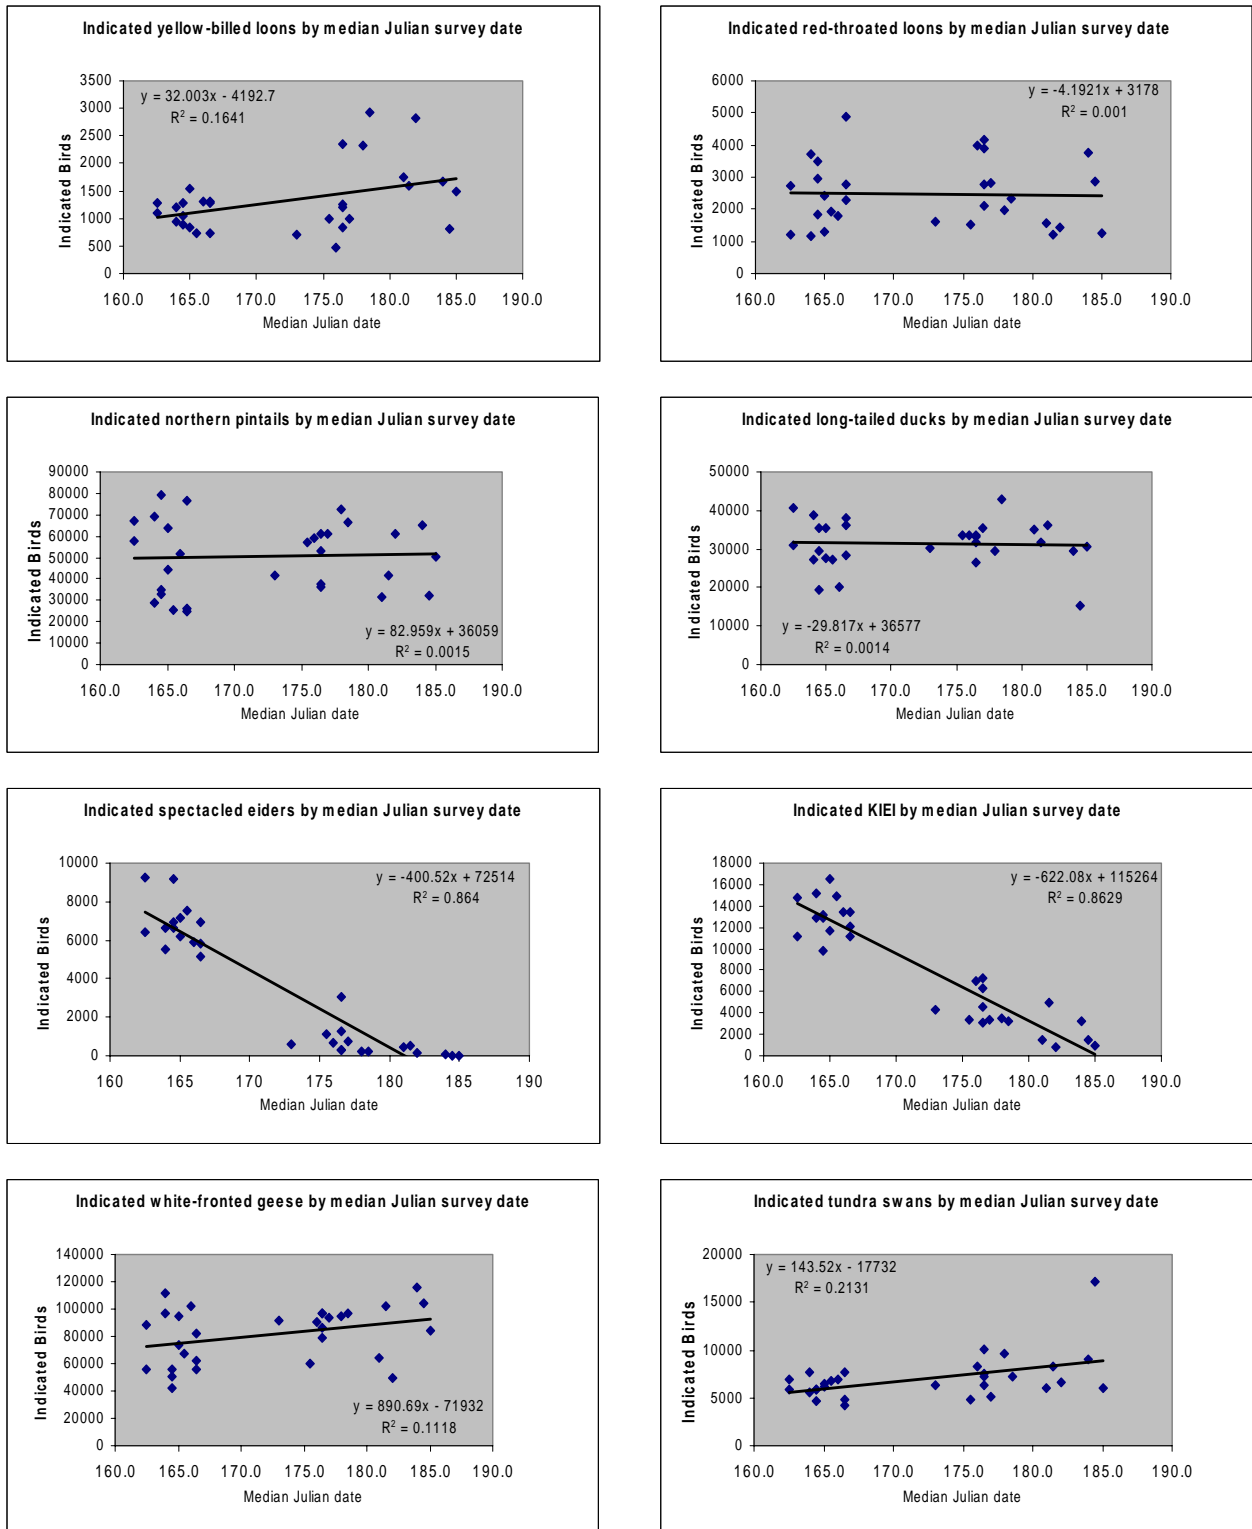 Indicated yellow-billed loons by median Julian survey date
y = 32.003x - 4192.7
R² = 0.1641
Indicated Birds
3500
3000
2500
2000
1500
1000
500
0
160.0 165.0 170.0 175.0 180.0 185.0 190.0
Median Julian date
Indicated red-throated loons by median Julian survey date
y = -4.1921x + 3178
R² = 0.001
Indicated Birds
6000
5000
4000
3000
2000
1000
0
160.0 165.0 170.0 175.0 180.0 185.0 190.0
Median Julian date
Indicated northern pintails by median Julian survey date
Indicated Birds
90000
80000
70000
60000
50000
40000
30000
20000
10000
0
y = 82.959x + 36059
R² = 0.0015
160.0 165.0 170.0 175.0 180.0 185.0 190.0
Median Julian date
Indicated long-tailed ducks by median Julian survey date
Indicated Birds
50000
40000
30000
20000
10000
0
y = -29.817x + 36577
R² = 0.0014
160.0 165.0 170.0 175.0 180.0 185.0 190.0
Median Julian date
Indicated spectacled eiders by median Julian survey date
y = -400.52x + 72514
R² = 0.864
Indicated Birds
10000
8000
6000
4000
2000
0
160 165 170 175 180 185 190
Median Julian date
Indicated KIEI by median Julian survey date
y = -622.08x + 115264
R² = 0.8629
Indicated Birds
18000
16000
14000
12000
10000
8000
6000
4000
2000
0
160.0 165.0 170.0 175.0 180.0 185.0 190.0
Median Julian date
Indicated white-fronted geese by median Julian survey date
Indicated Birds
140000
120000
100000
80000
60000
40000
20000
0
y = 890.69x - 71932
R² = 0.1118
160.0 165.0 170.0 175.0 180.0 185.0 190.0
Median Julian date
Indicated tundra swans by median Julian survey date
y = 143.52x - 17732
R² = 0.2131
Indicated Birds
20000
15000
10000
5000
0
160.0 165.0 170.0 175.0 180.0 185.0 190.0
Median Julian date